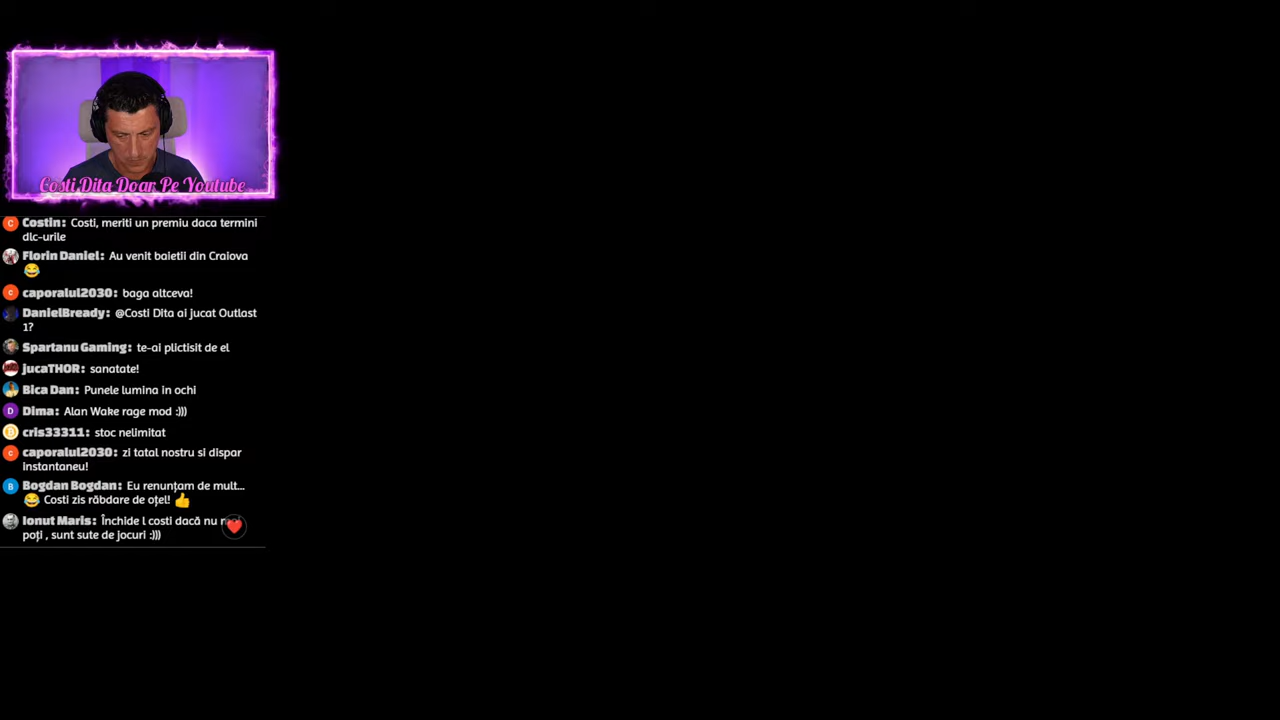 Costi Dita Doar Pe Youtube
Costin: Costi, meriti un premiu daca termini
dlc-urile
Florin Daniel: Au venit baietii din Craiova
😂
caporalul2030: baga altceva!
DanielBready: @Costi Dita ai jucat Outlast
1?
Spartanu Gaming: te-ai plictisit de el
jucaTHOR: sanatate!
Bica Dan: Punele lumina in ochi
Dima: Alan Wake rage mod :)))
cris33311: stoc nelimitat
caporalul2030: zi tatal nostru si dispar
instantaneu!
Bogdan Bogdan: Eu renunțam de mult...
😂 Costi zis răbdare de oțel! 👍
Ionut Maris: Închide l costi dacă nu
poți , sunt sute de jocuri :)))